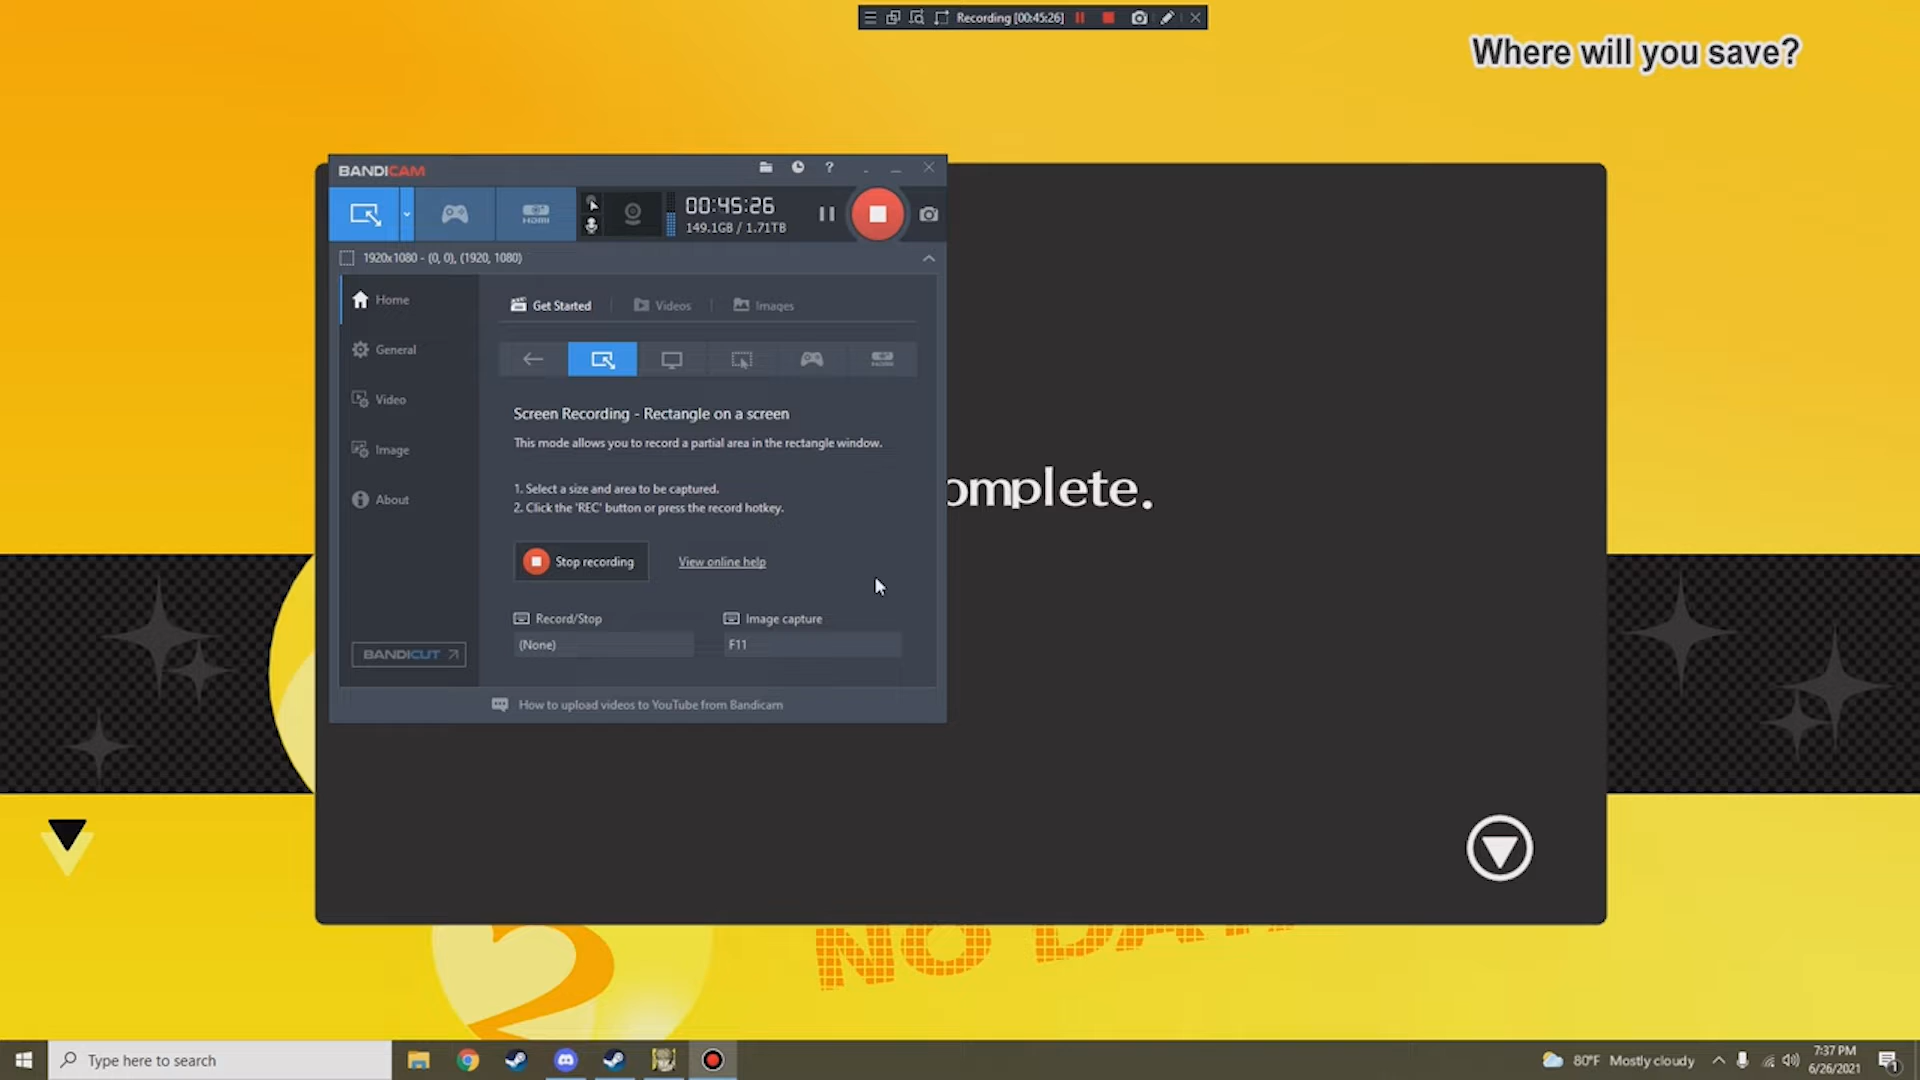 Recording [00:45:26]
Where will you save?
BANDICAM
?
HDMI
00:45:26
149.1GB / 1.71TB
1920x1080 - (0, 0), (1920, 1080)
Home
General
Video
Image
About
BANDICUT
Get Started
Videos
Images
Screen Recording - Rectangle on a screen
This mode allows you to record a partial area in the rectangle window.
1. Select a size and area to be captured.
2. Click the 'REC' button or press the record hotkey.
Stop recording
View online help
Record/Stop
Image capture
(None)
F11
How to upload videos to YouTube from Bandicam
omplete.
2
NO DA
Type here to search
80°F Mostly cloudy
7:37 PM
6/26/2021
1